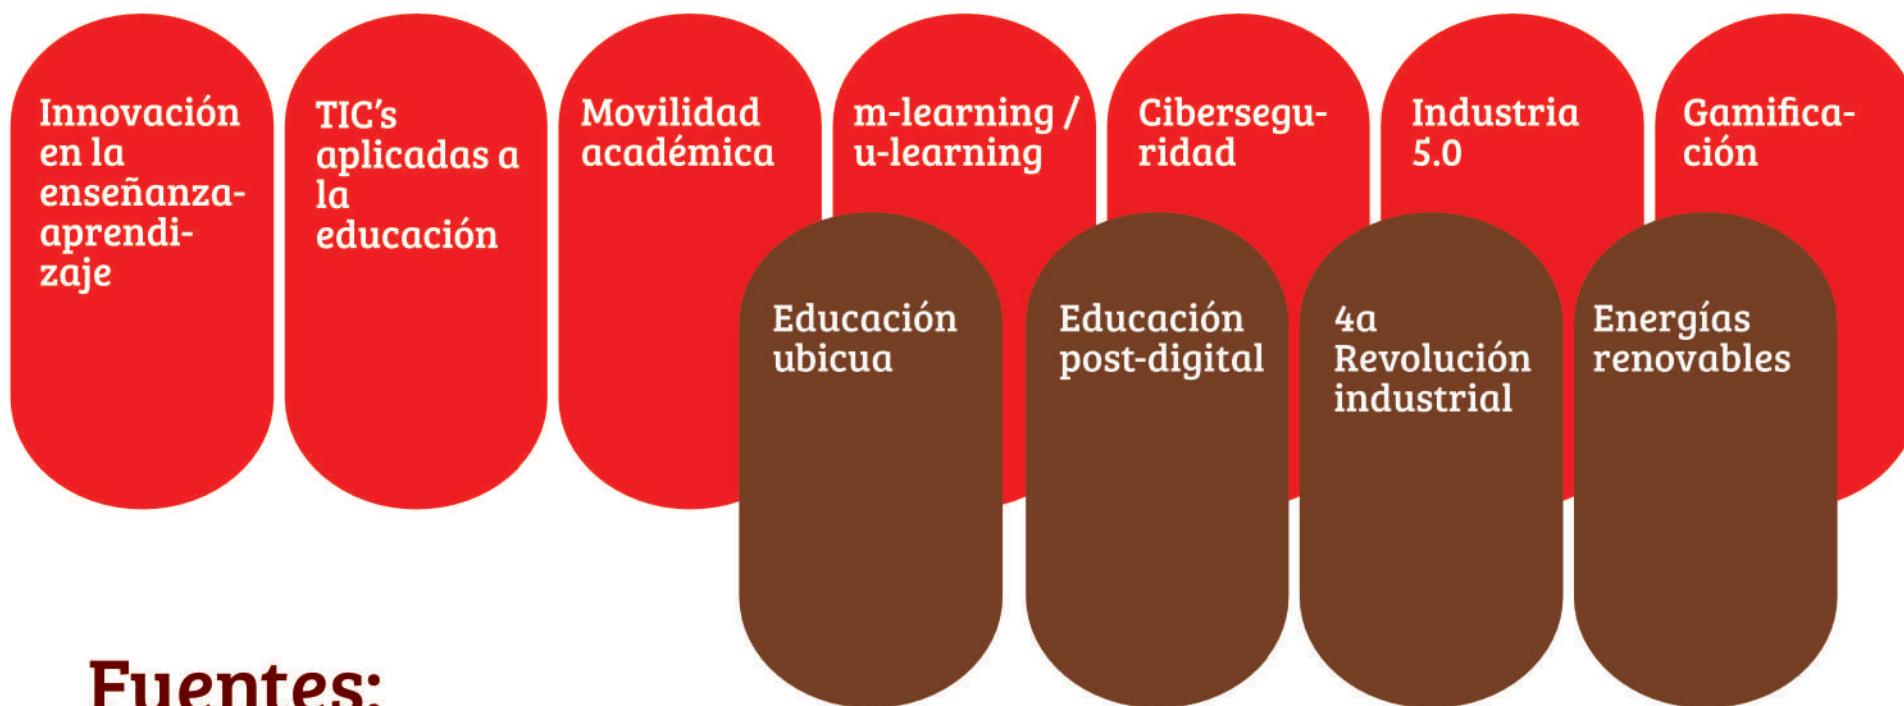 Innovación
en la
enseñanza-
aprendi-
zaje
TIC's
aplicadas a
la
educación
Movilidad
académica
m-learning /
u-learning
Cibersegu-
ridad
Industria
5.0
Gamifica-
ción
Educación
ubicua
Educación
post-digital
4a
Revolución
industrial
Energías
renovables
Fuentes: